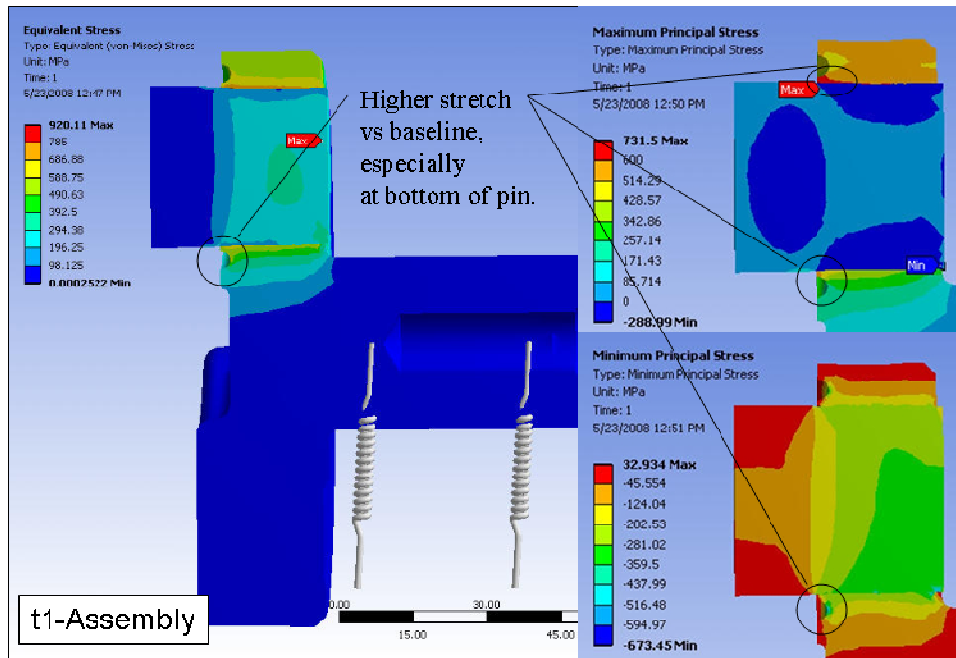 Equivalent Stress
Type: Equivalent (von-Mises) Stress
Unit: MPa
Time: 1
5/23/2008 12:47 PM
920.11 Max
785
686.88
588.75
490.63
392.5
294.38
196.25
98.125
0.0002522 Min
Max
Higher stretch
vs baseline,
especially
at bottom of pin.
Maximum Principal Stress
Type: Maximum Principal Stress
Unit: MPa
Time: 1
5/23/2008 12:50 PM
731.5 Max
600
514.29
428.57
342.86
257.14
171.43
85.714
0
-288.99 Min
Max
Min
Minimum Principal Stress
Type: Minimum Principal Stress
Unit: MPa
Time: 1
5/23/2008 12:51 PM
32.934 Max
-45.554
-124.04
-202.53
-281.02
-359.5
-437.99
-516.48
-594.97
-673.45 Min
t1-Assembly
0.00
30.00
15.00
45.00